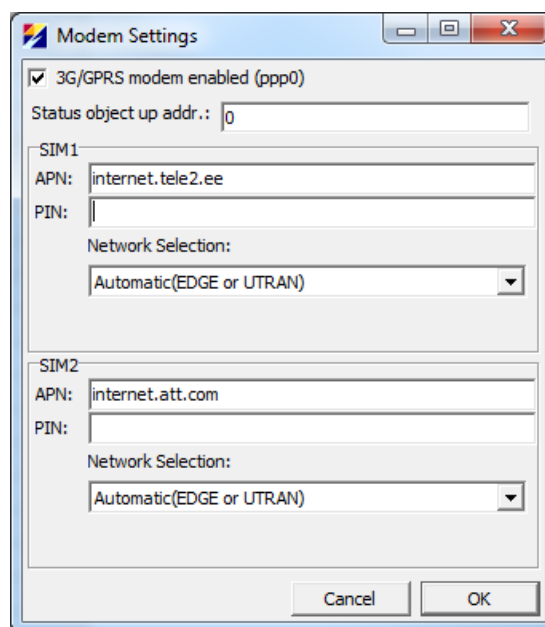 Modem Settings
3G/GPRS modem enabled (ppp0)
Status object up addr.: 0
SIM1
APN: internet.tele2.ee
PIN:
Network Selection:
Automatic(EDGE or UTRAN)
SIM2
APN: internet.att.com
PIN:
Network Selection:
Automatic(EDGE or UTRAN)
Cancel OK